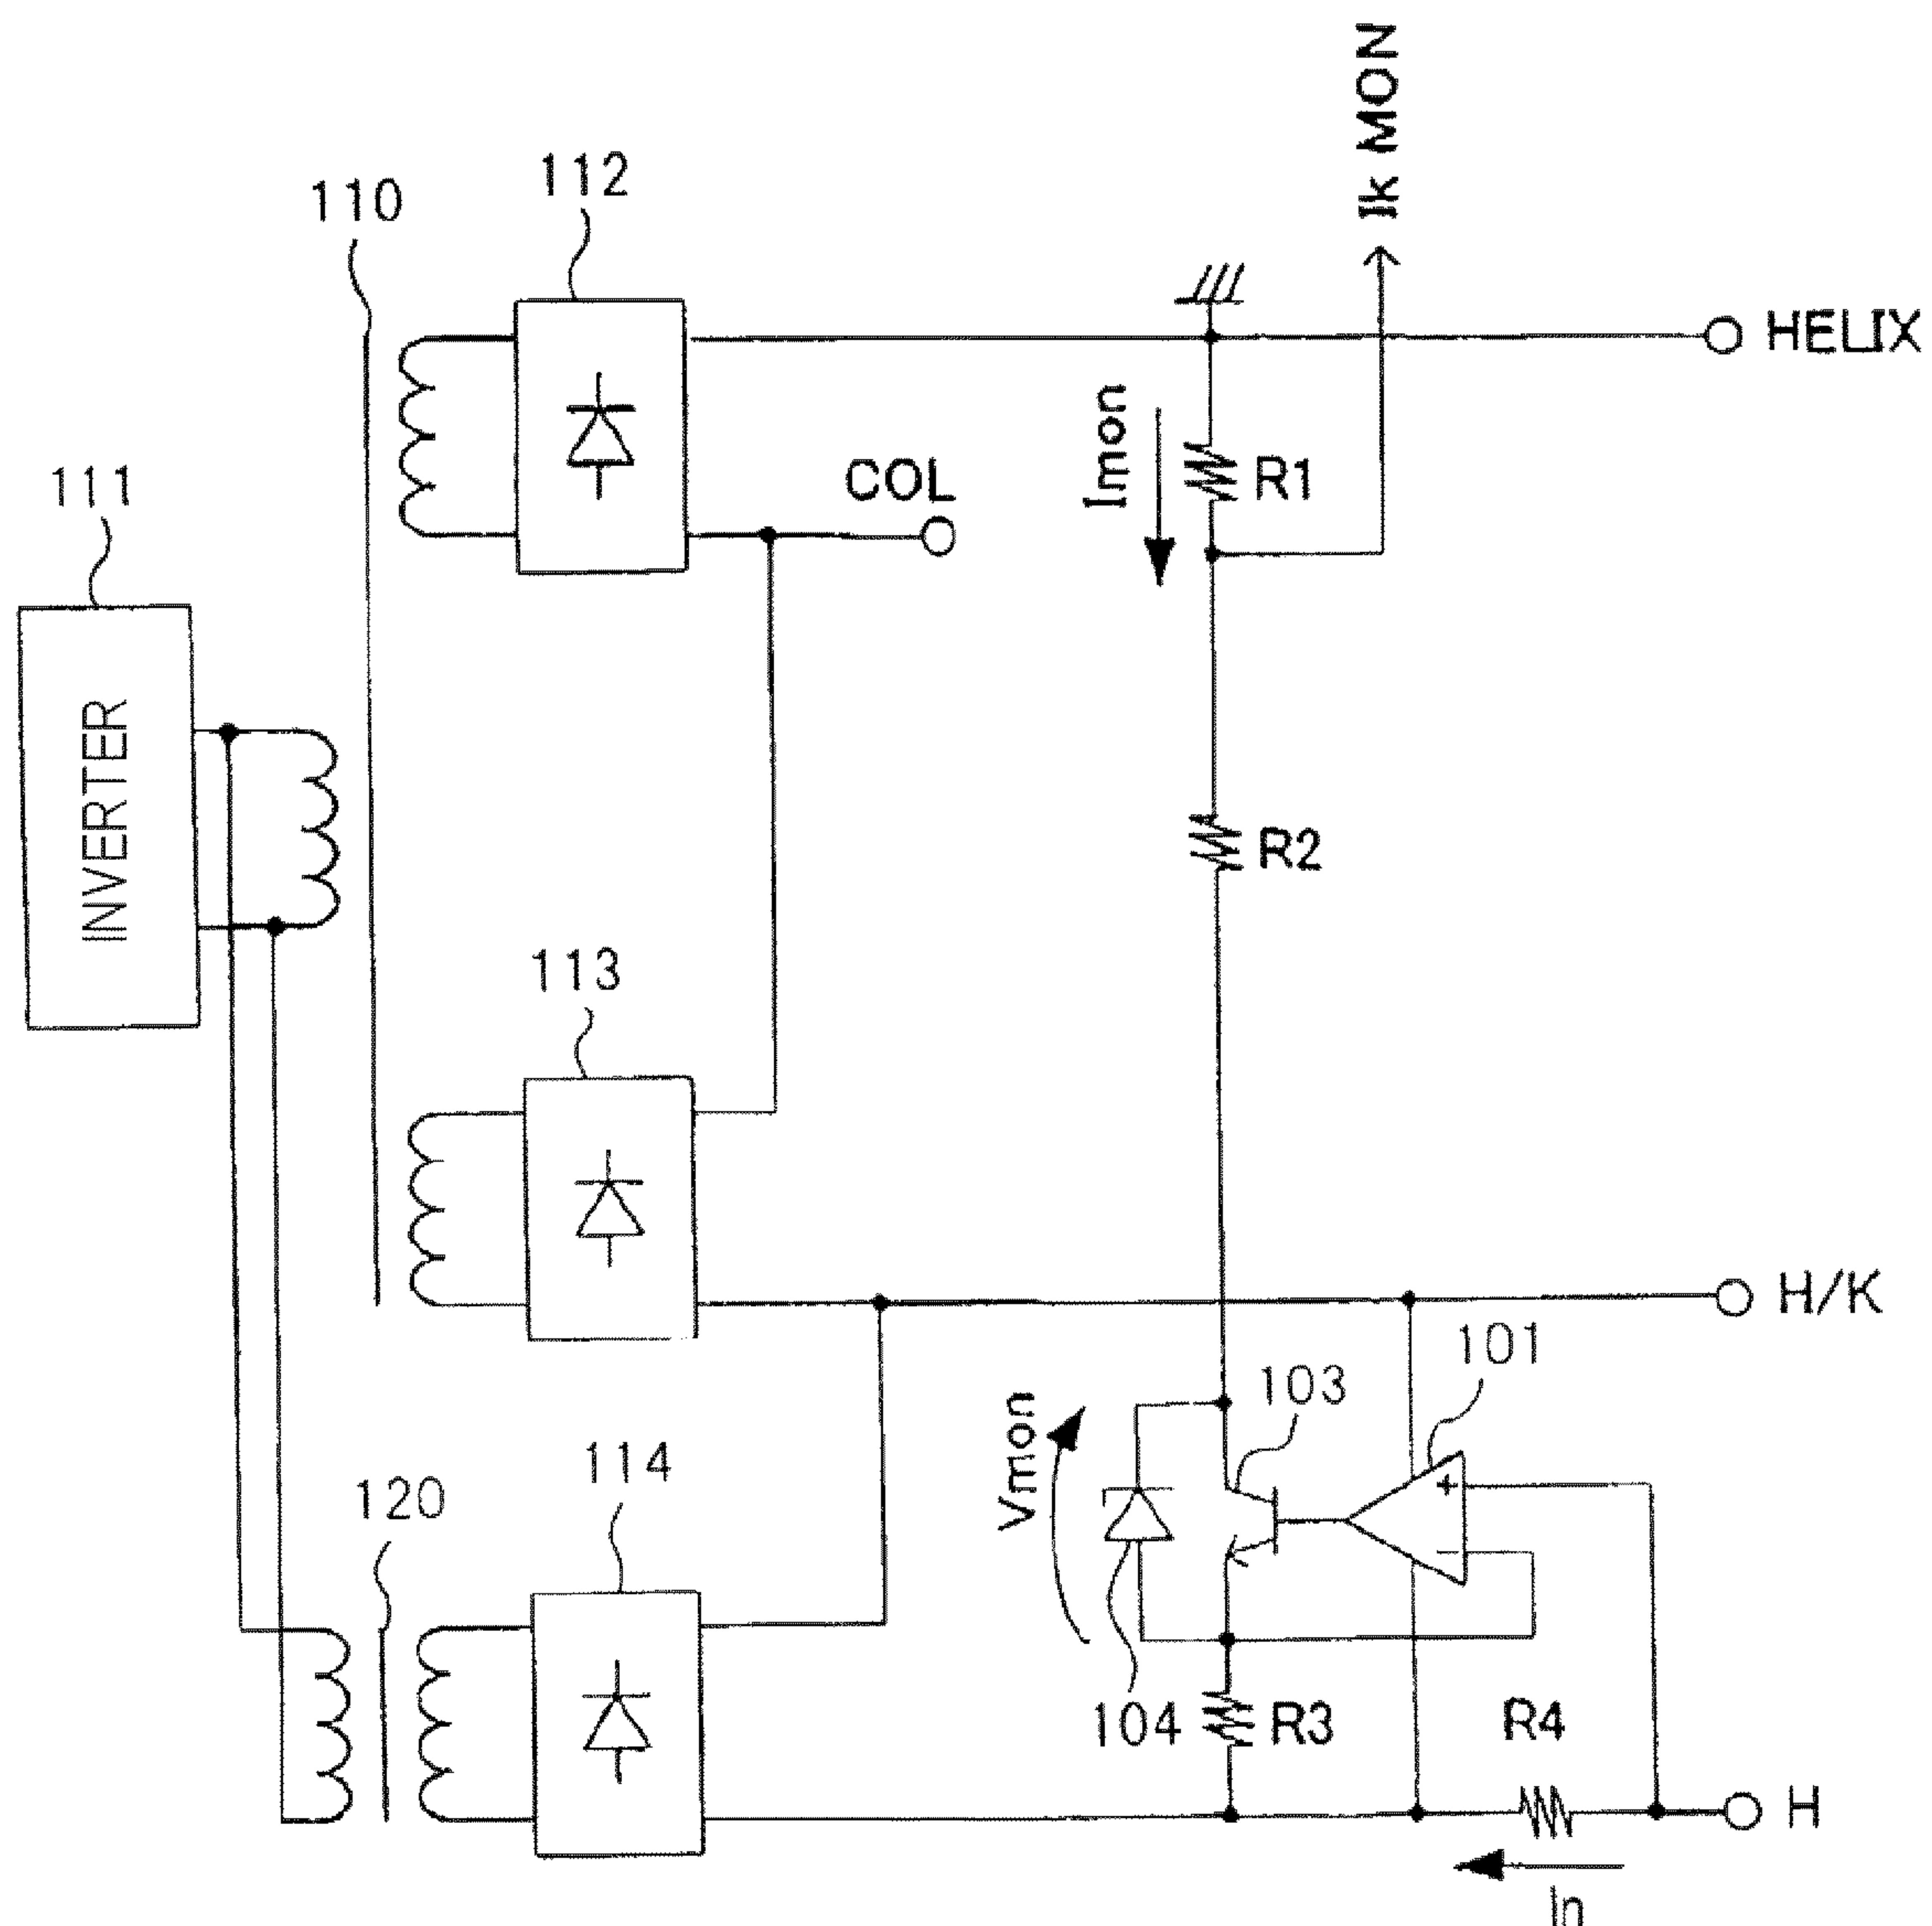 Ik MON
112
110
HELIX
Imon
R1
COL
111
INVERTER
R2
113
H/K
101
103
Vmon
114
120
+
−
104
R3
R4
H